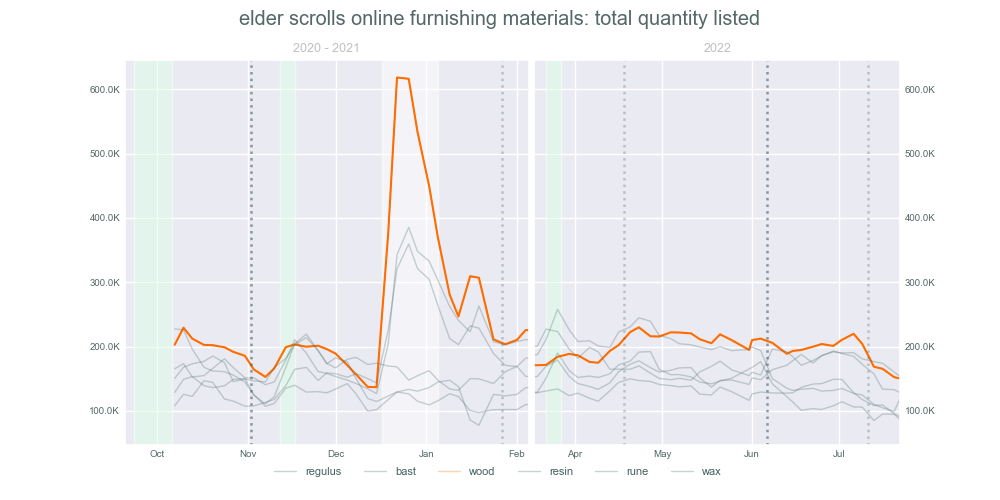 elder scrolls online furnishing materials: total quantity listed
2020 - 2021 2022
600.0K 600.0K
500.0K 500.0K
400.0K 400.0K
300.0K 300.0K
200.0K 200.0K
100.0K 100.0K
Oct Nov Dec Jan Feb Apr May Jun Jul
regulus bast wood resin rune wax